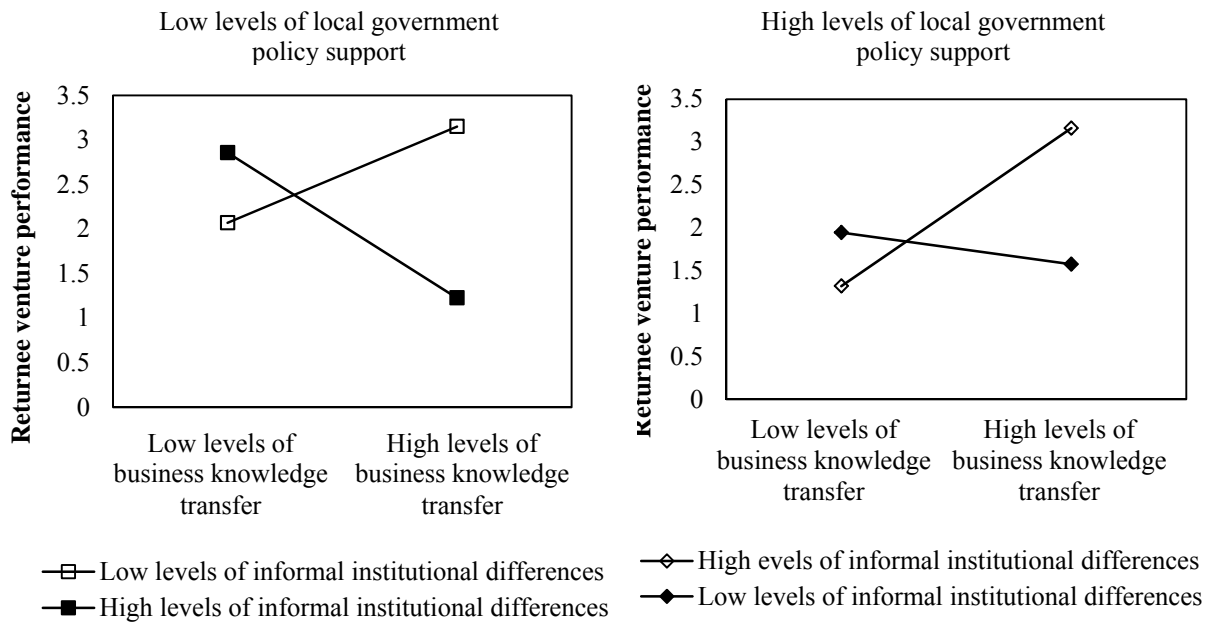 Low levels of local government
policy support
Returnee venture performance
3.5
3
2.5
2
1.5
1
0.5
0
Low levels of
business knowledge
transfer
High levels of
business knowledge
transfer
Low levels of informal institutional differences
High levels of informal institutional differences
High levels of local government
policy support
Returnee venture performance
3.5
3
2.5
2
1.5
1
0.5
0
Low levels of
business knowledge
transfer
High levels of
business knowledge
transfer
High evels of informal institutional differences
Low levels of informal institutional differences